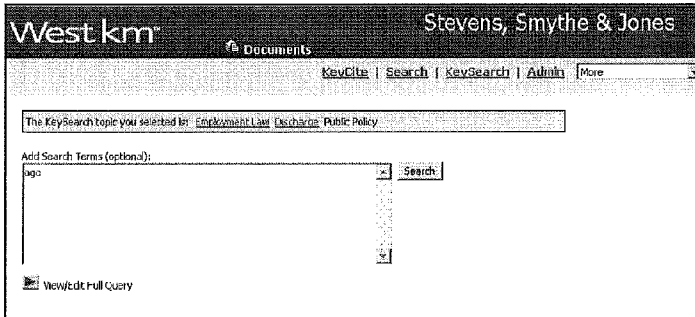 West km™ Stevens, Smythe & Jones
Documents
KeyCite | Search | KeySearch | Admin More
The KeySearch topic you selected is: Employment Law Discharge Public Policy
Add Search Terms (optional):
age Search
View/Edit Full Query